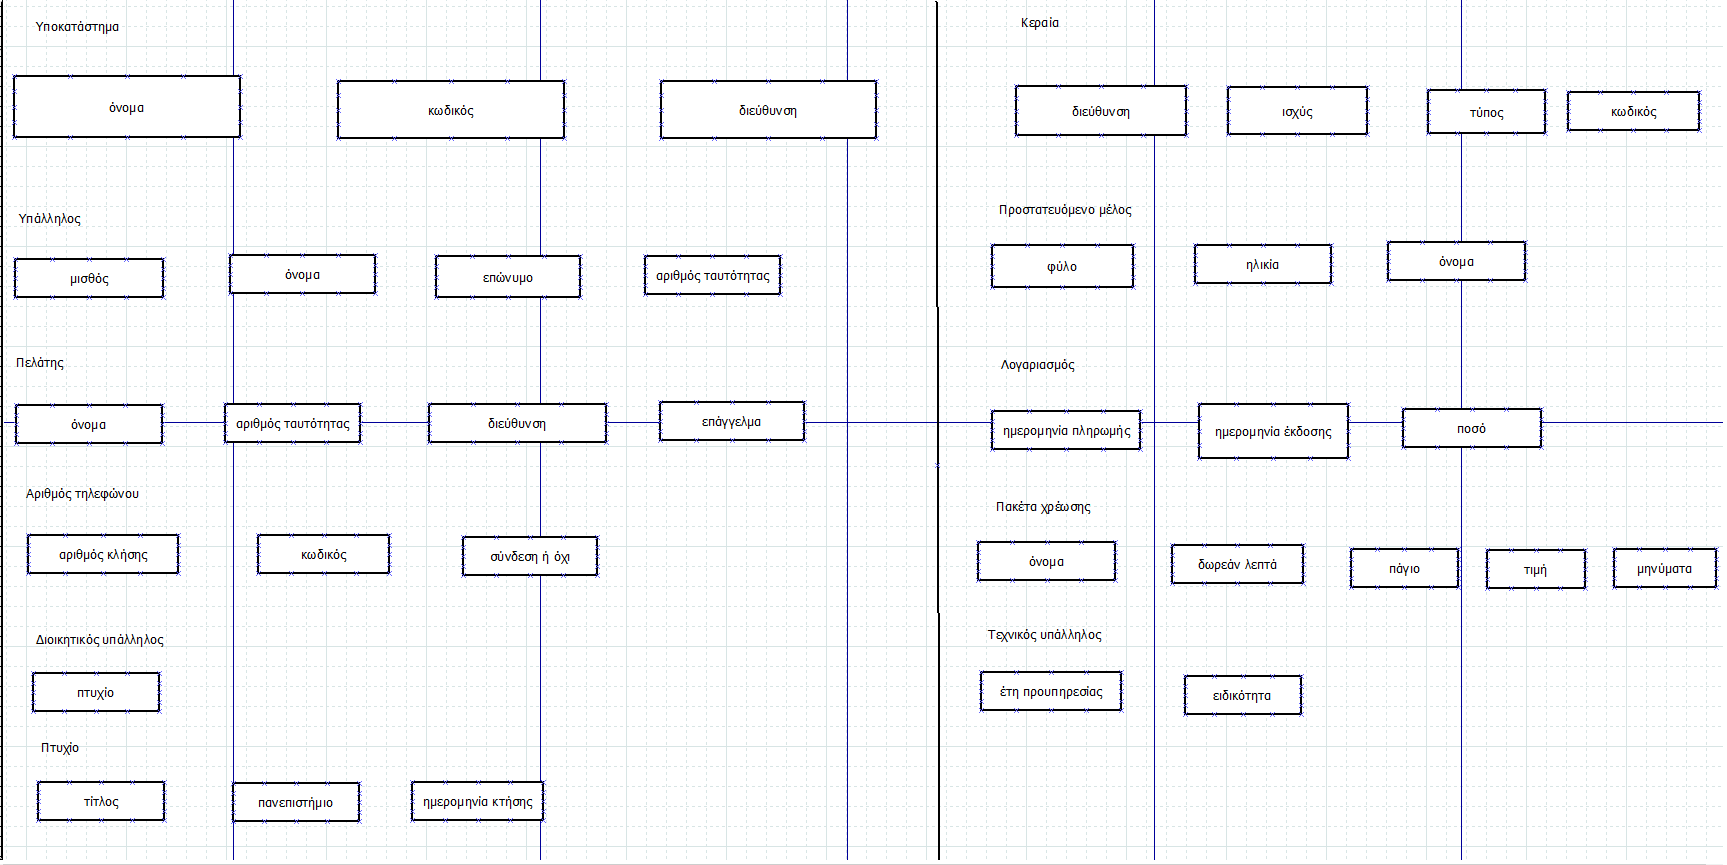 Υποκατάστημα
όνομα
κωδικός
διεύθυνση
Υπάλληλος
μισθός
όνομα
επώνυμο
αριθμός ταυτότητας
Πελάτης
όνομα
αριθμός ταυτότητας
διεύθυνση
επάγγελμα
Αριθμός τηλεφώνου
αριθμός κλήσης
κωδικός
σύνδεση ή όχι
Διοικητικός υπάλληλος
πτυχίο
Πτυχίο
τίτλος
πανεπιστήμιο
ημερομηνία κτήσης
Κεραία
διεύθυνση
ισχύς
τύπος
κωδικός
Προστατευόμενο μέλος
φύλο
ηλικία
όνομα
Λογαριασμός
ημερομηνία πληρωμής
ημερομηνία έκδοσης
ποσό
Πακέτα χρέωσης
όνομα
δωρεάν λεπτά
πάγιο
τιμή
μηνύματα
Τεχνικός υπάλληλος
έτη προυπηρεσίας
ειδικότητα